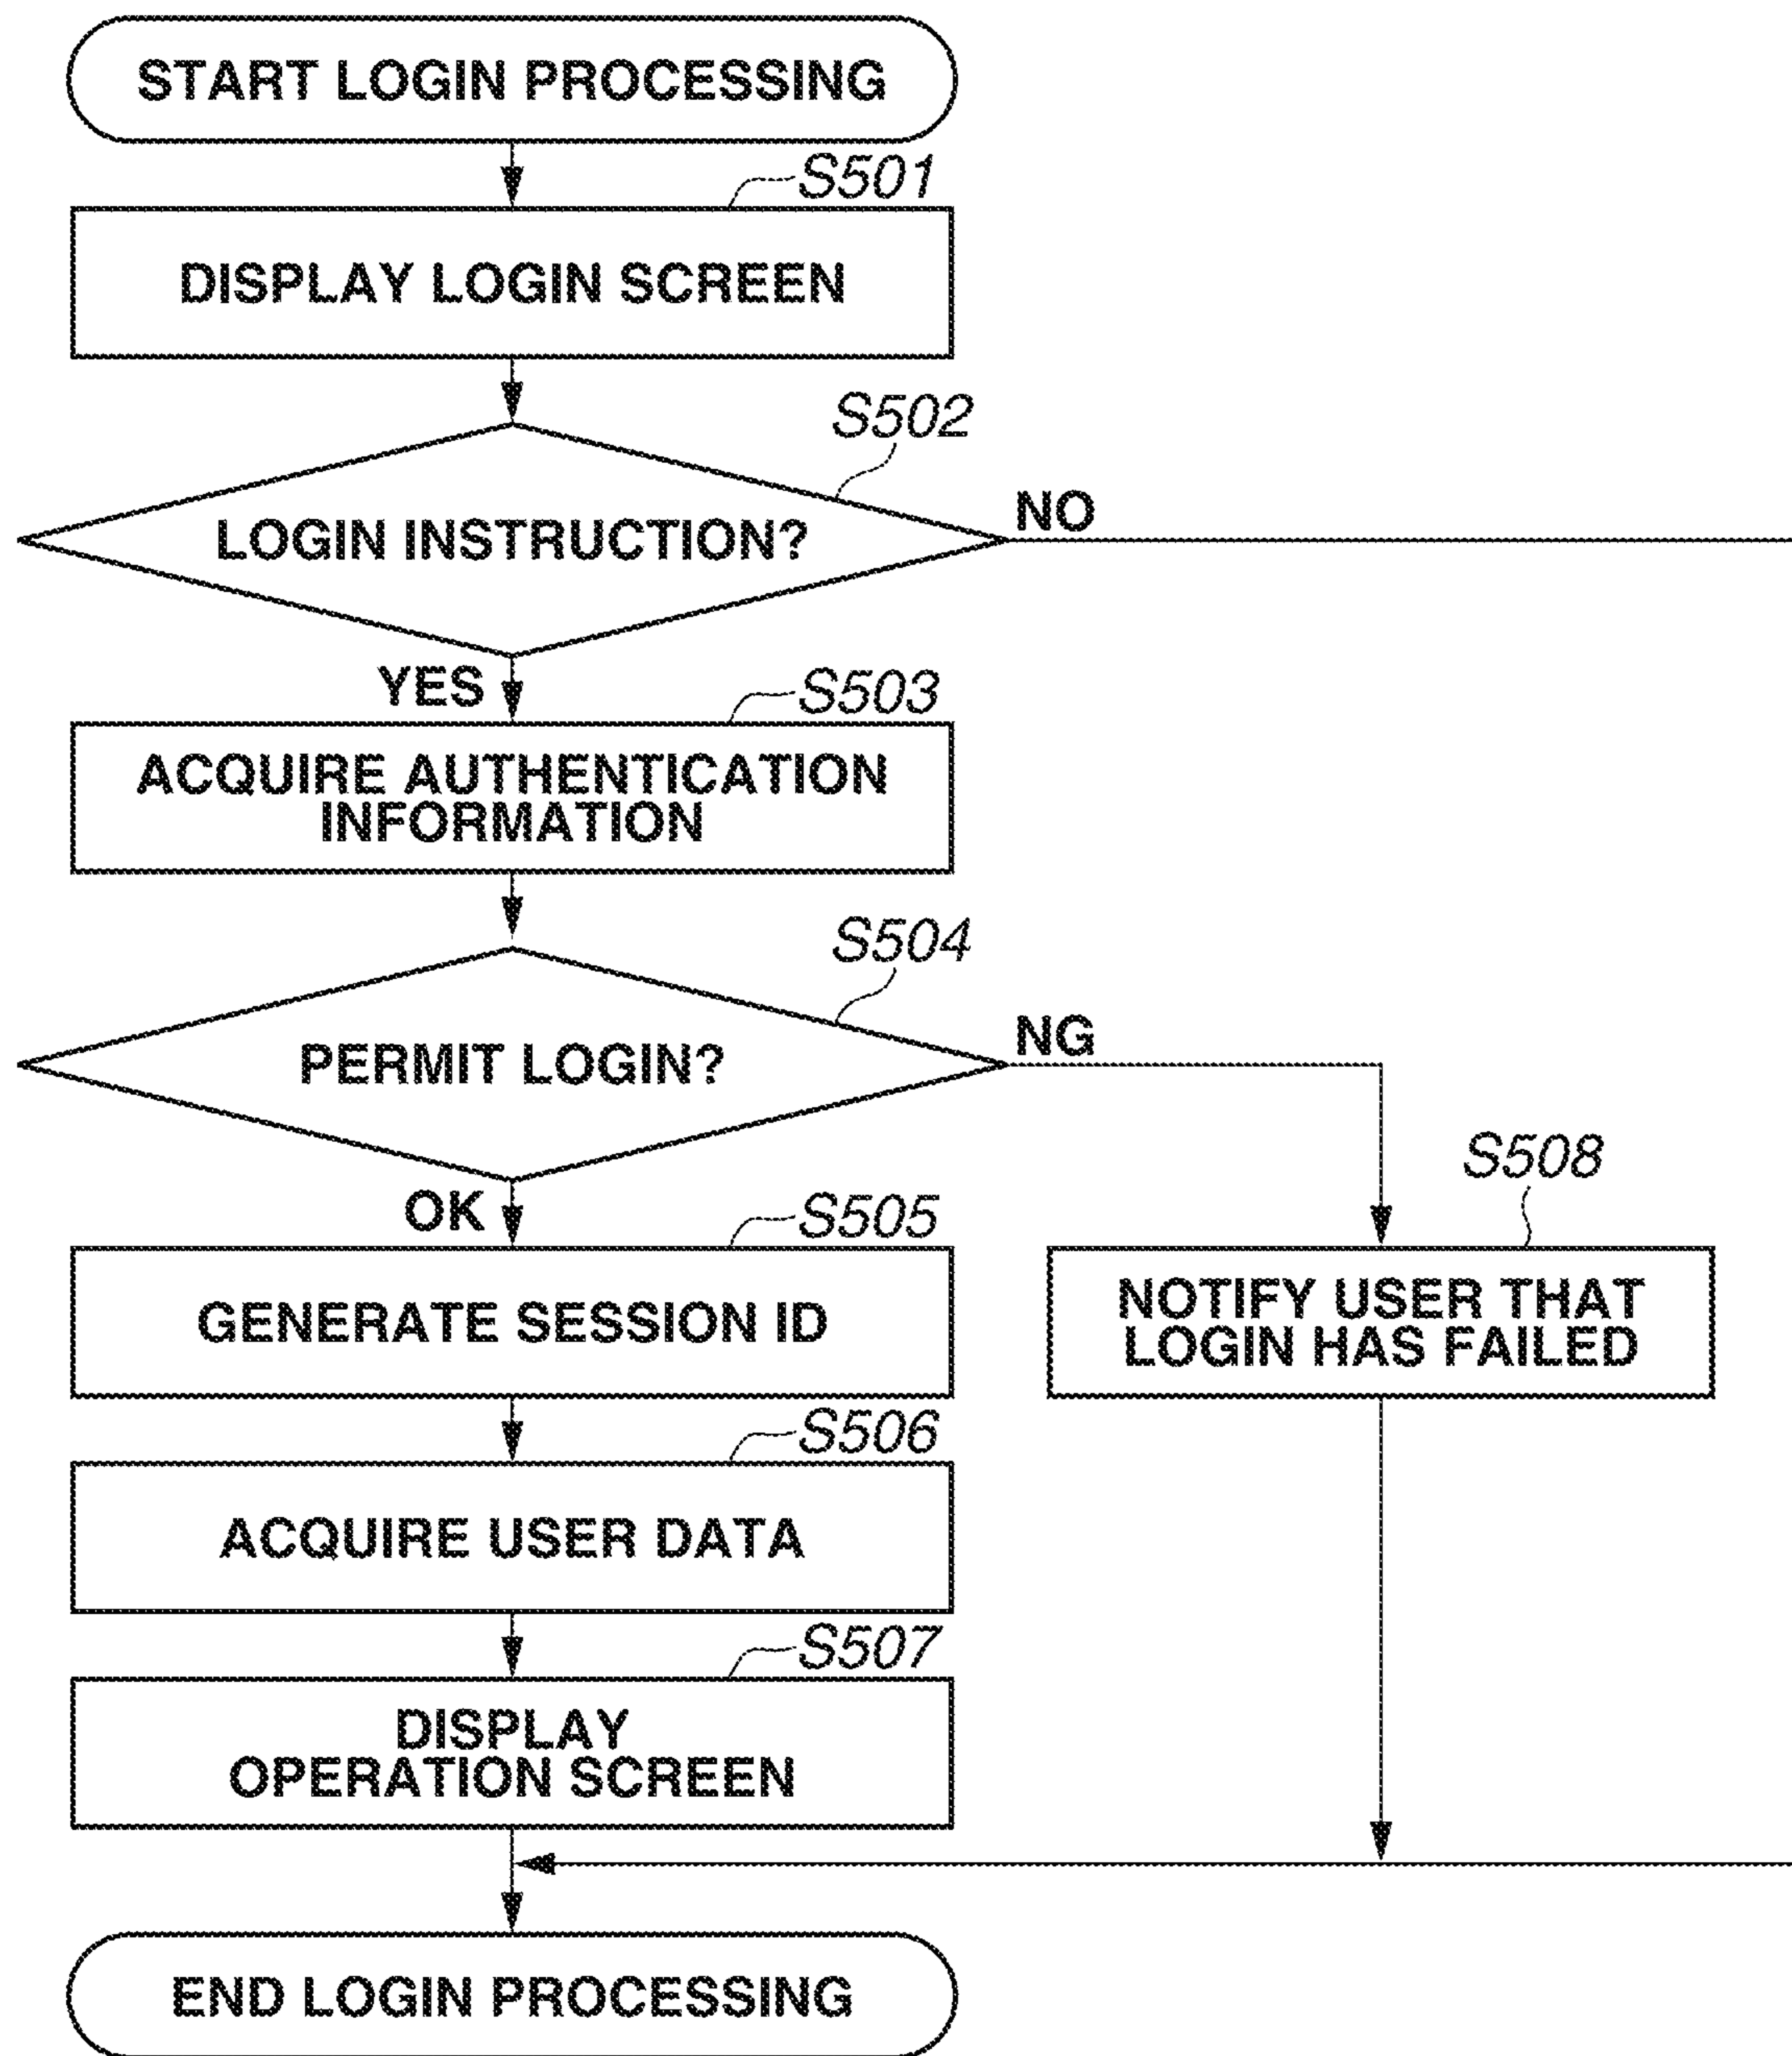 START LOGIN PROCESSING
S501
DISPLAY LOGIN SCREEN
S502
LOGIN INSTRUCTION?
NO
YES
S503
ACQUIRE AUTHENTICATION
INFORMATION
S504
PERMIT LOGIN?
NG
OK
S505
GENERATE SESSION ID
S508
NOTIFY USER THAT
LOGIN HAS FAILED
S506
ACQUIRE USER DATA
S507
DISPLAY
OPERATION SCREEN
END LOGIN PROCESSING